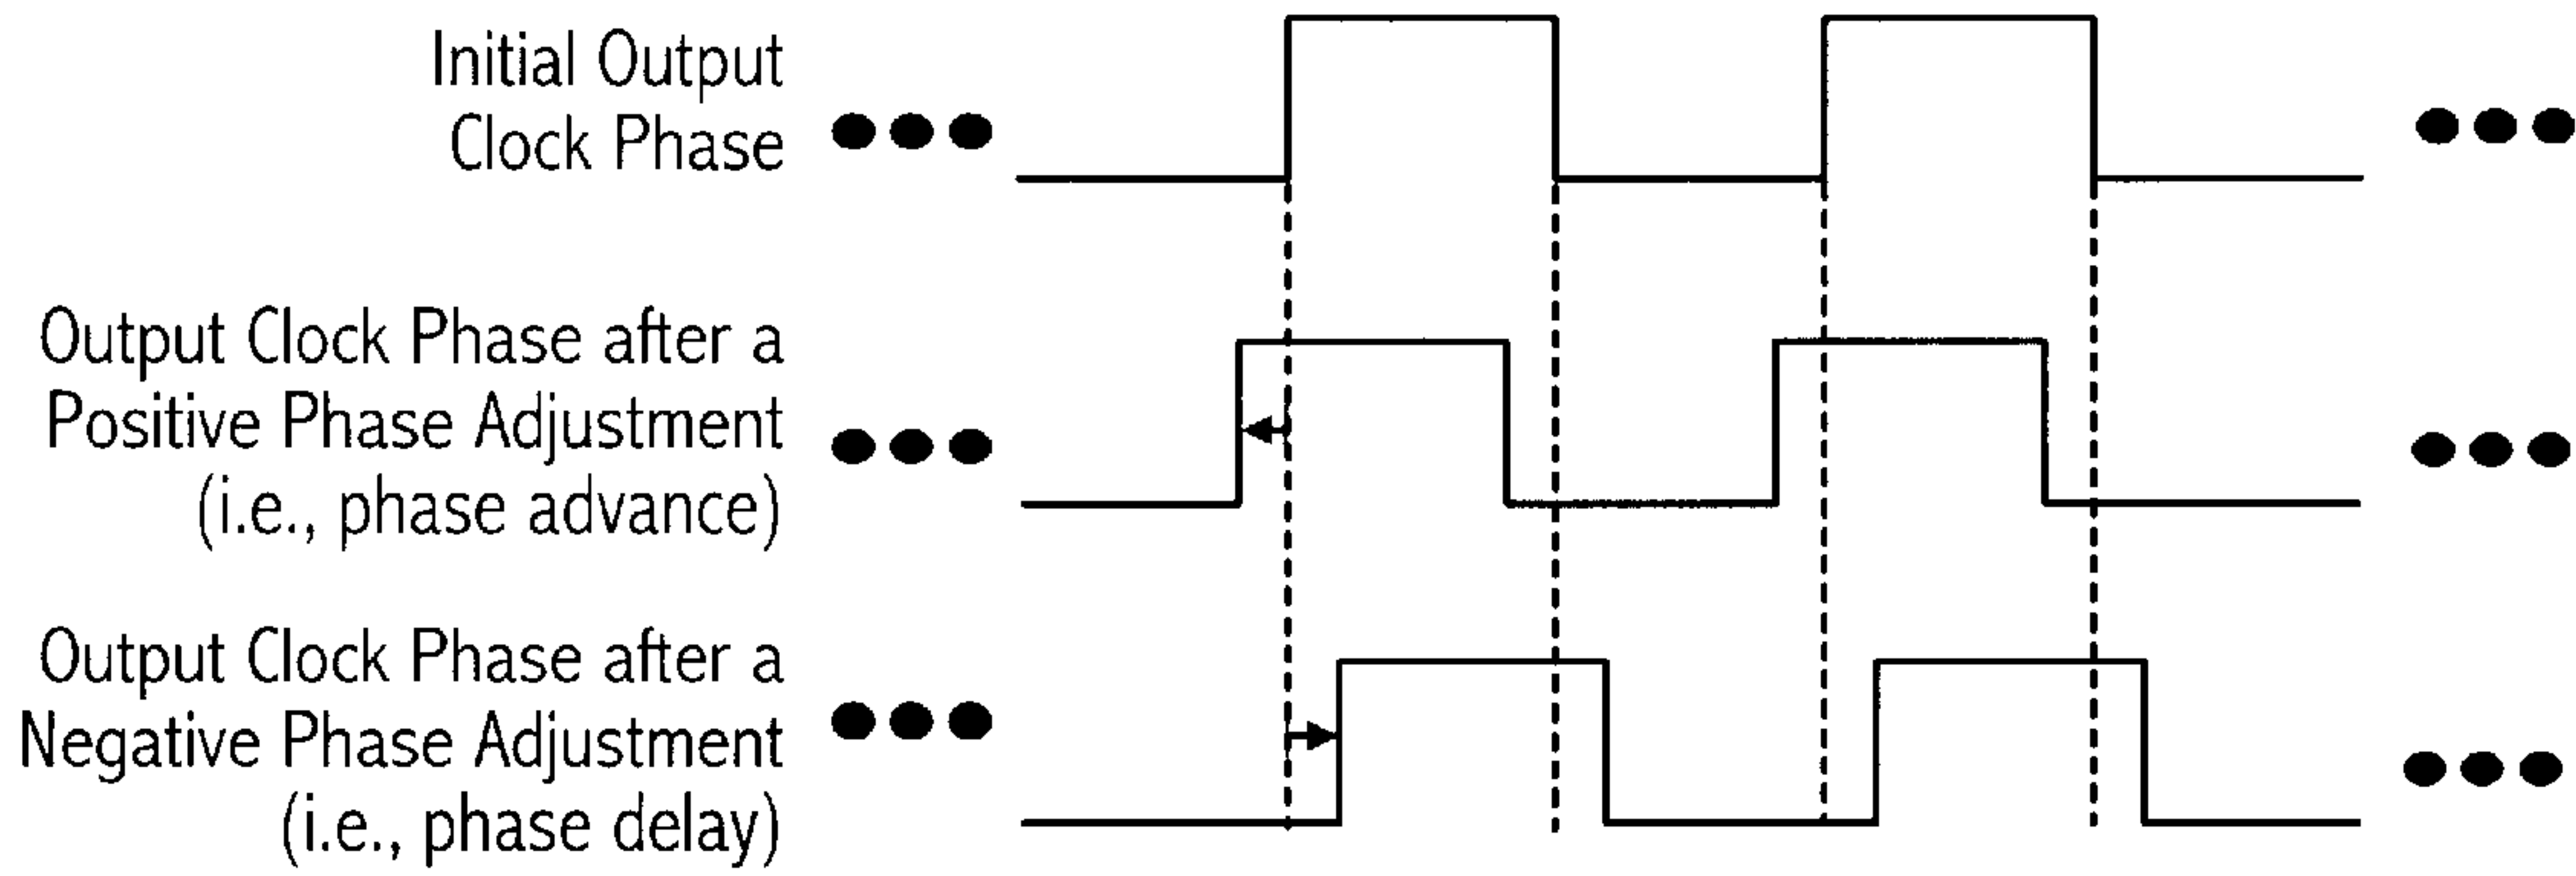 Initial Output
Clock Phase
Output Clock Phase after a
Positive Phase Adjustment
(i.e., phase advance)
Output Clock Phase after a
Negative Phase Adjustment
(i.e., phase delay)